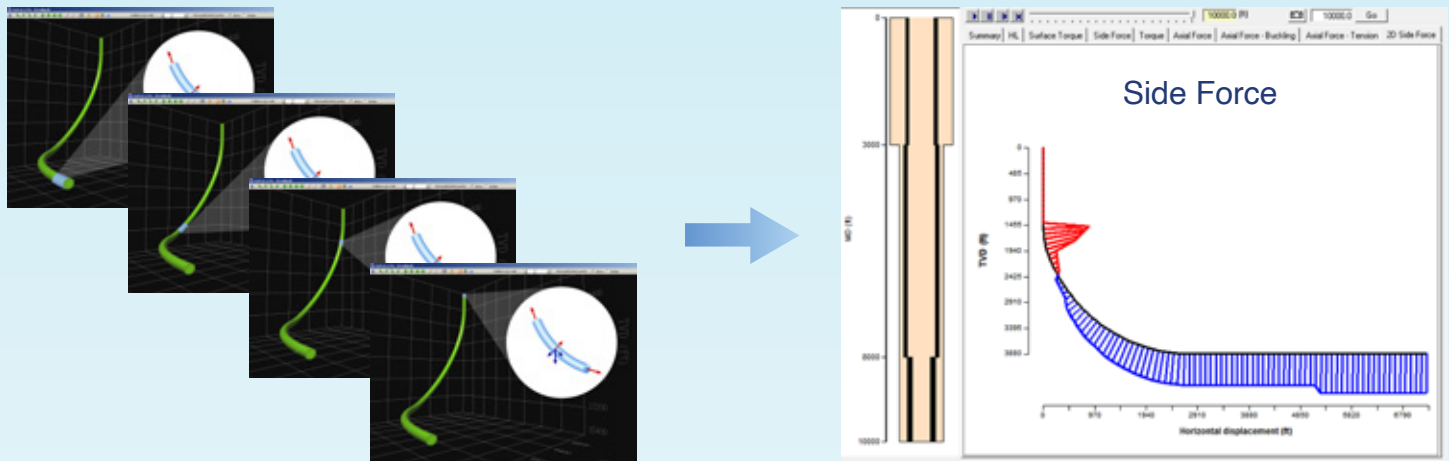 10000.0 (ft)
10000.0
Go
Summary
HL
Surface Torque
Side Force
Torque
Axial Force
Axial Force - Buckling
Axial Force - Tension
2D Side Force
Side Force
0
3000
8000
10000
MD (ft)
0
485
970
1455
1940
2425
2910
3395
3880
TVD (ft)
0
970
1940
2910
3880
4850
5820
6790
Horizontal displacement (ft)